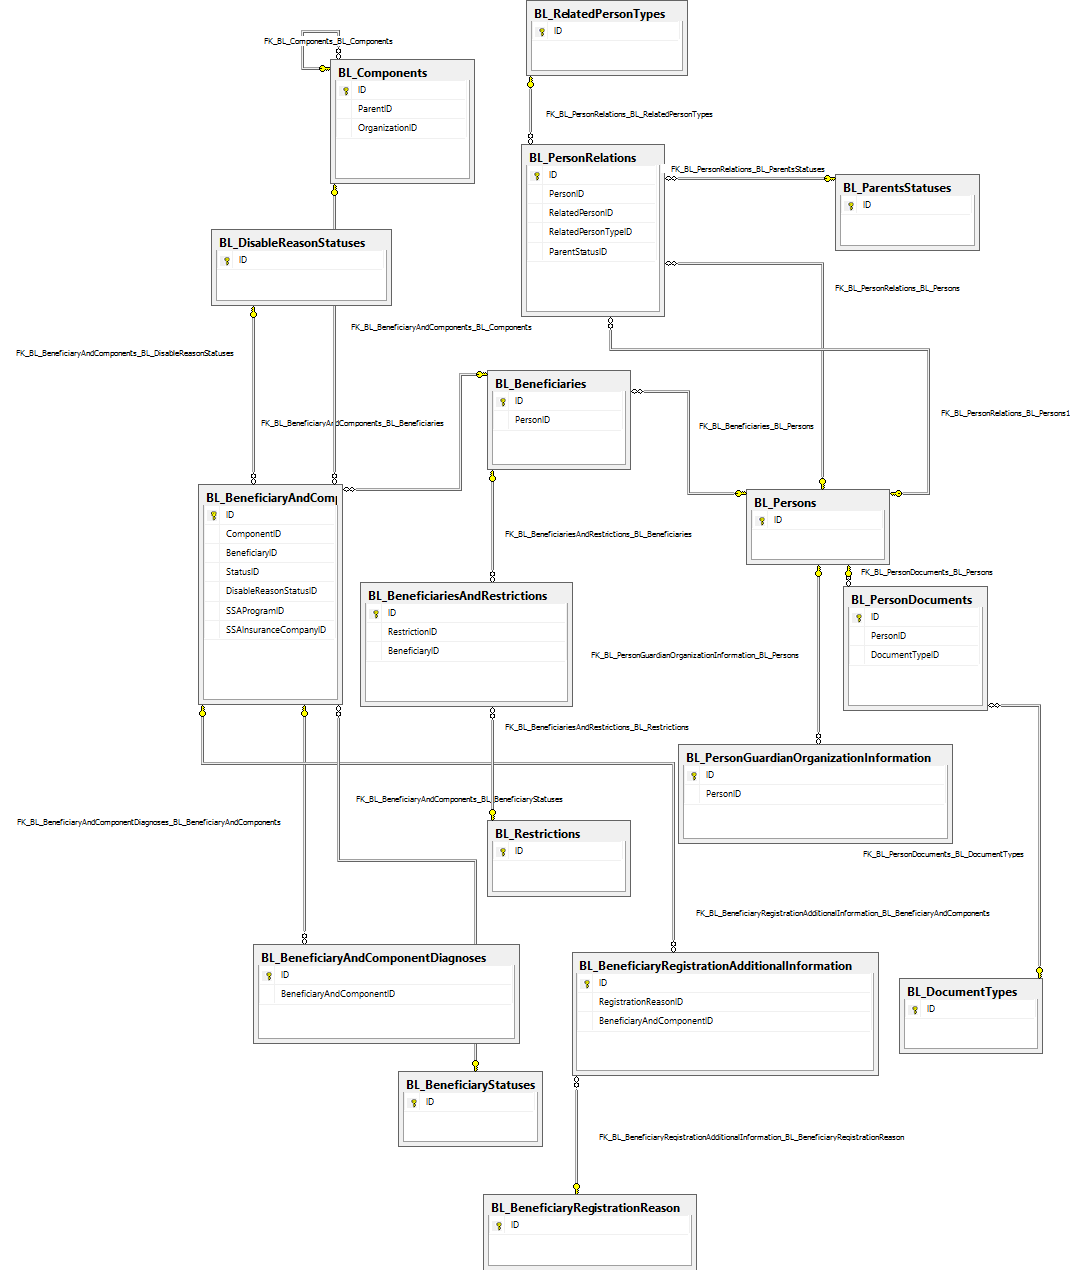 BL_RelatedPersonTypes
ID
FK_BL_Components_BL_Components
BL_Components
ID
ParentID
OrganizationID
FK_BL_PersonRelations_BL_RelatedPersonTypes
BL_PersonRelations
ID
PersonID
RelatedPersonID
RelatedPersonTypeID
ParentStatusID
FK_BL_PersonRelations_BL_ParentsStatuses
BL_ParentsStatuses
ID
BL_DisableReasonStatuses
ID
FK_BL_PersonRelations_BL_Persons
FK_BL_BeneficiaryAndComponents_BL_Components
FK_BL_BeneficiaryAndComponents_BL_DisableReasonStatuses
BL_Beneficiaries
ID
PersonID
FK_BL_PersonRelations_BL_Persons1
FK_BL_BeneficiaryAndComponents_BL_Beneficiaries
FK_BL_Beneficiaries_BL_Persons
BL_BeneficiaryAndComp
ID
ComponentID
BeneficiaryID
StatusID
DisableReasonStatusID
SSAProgramID
SSAInsuranceCompanyID
BL_Persons
ID
FK_BL_BeneficiariesAndRestrictions_BL_Beneficiaries
FK_BL_PersonDocuments_BL_Persons
BL_BeneficiariesAndRestrictions
ID
RestrictionID
BeneficiaryID
BL_PersonDocuments
ID
PersonID
DocumentTypeID
FK_BL_PersonGuardianOrganizationInformation_BL_Persons
FK_BL_BeneficiariesAndRestrictions_BL_Restrictions
BL_PersonGuardianOrganizationInformation
ID
PersonID
FK_BL_BeneficiaryAndComponents_BL_BeneficiaryStatuses
FK_BL_BeneficiaryAndComponentDiagnoses_BL_BeneficiaryAndComponents
BL_Restrictions
ID
FK_BL_PersonDocuments_BL_DocumentTypes
FK_BL_BeneficiaryRegistrationAdditionalInformation_BL_BeneficiaryAndComponents
BL_BeneficiaryAndComponentDiagnoses
ID
BeneficiaryAndComponentID
BL_BeneficiaryRegistrationAdditionalInformation
ID
RegistrationReasonID
BeneficiaryAndComponentID
BL_DocumentTypes
ID
BL_BeneficiaryStatuses
ID
FK_BL_BeneficiaryRegistrationAdditionalInformation_BL_BeneficiaryRegistrationReason
BL_BeneficiaryRegistrationReason
ID